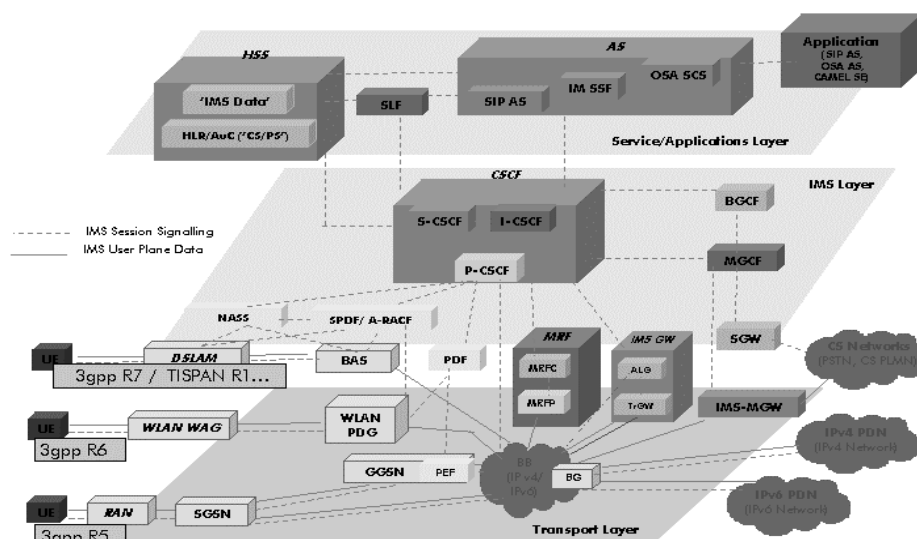 HSS
'IMS Data'
HLR/AuC ('CS/PS')
SLF
AS
SIP AS
IM SSF
OSA SCS
Application
(SIP AS,
OSA AS,
CAMEL SE)
Service/Applications Layer
CSCF
S-CSCF
I-CSCF
P-CSCF
IMS Layer
BGCF
MGCF
SGW
IMS Session Signalling
IMS User Plane Data
NASS
SPDF/ A-RACF
UE
DSLAM
BAS
PDF
3gpp R7 / TISPAN R1...
MRF
MRFC
MRFP
IMS GW
ALG
TrGW
IMS-MGW
CS Networks
(PSTN, CS PLMN)
UE
WLAN WAG
WLAN
PDG
3gpp R6
GGSN
PEF
BB
(IPv4/
IPv6)
BG
IPv4 PDN
(IPv4 Network)
IPv6 PDN
(IPv6 Network)
UE
RAN
SGSN
3gpp R5...
Transport Layer